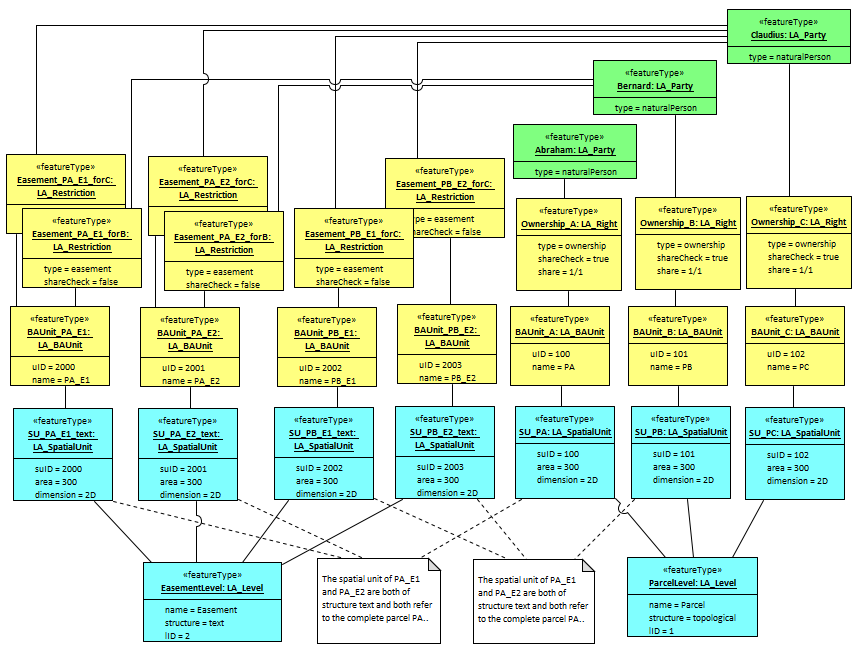 «featureType»
Claudius: LA_Party
type = naturalPerson
«featureType»
Bernard: LA_Party
type = naturalPerson
«featureType»
Abraham: LA_Party
type = naturalPerson
«featureType»
Easement_PA_E1_forC:
LA_Restriction
«featureType»
Easement_PA_E1_forB:
LA_Restriction
type = easement
shareCheck = false
«featureType»
Easement_PA_E2_forC:
LA_Restriction
«featureType»
Easement_PA_E2_forB:
LA_Restriction
type = easement
shareCheck = false
«featureType»
Easement_PB_E2_forC:
LA_Restriction
= easement
= false
«featureType»
Easement_PB_E1_forC:
LA_Restriction
type = easement
shareCheck = false
«featureType»
Ownership_A: LA_Right
type = ownership
shareCheck = true
share = 1/1
«featureType»
Ownership_B: LA_Right
type = ownership
shareCheck = true
share = 1/1
«featureType»
Ownership_C: LA_Right
type = ownership
shareCheck = true
share = 1/1
«featureType»
BAUnit_PA_E1:
LA_BAUnit
uID = 2000
name = PA_E1
«featureType»
BAUnit_PA_E2:
LA_BAUnit
uID = 2001
name = PA_E2
«featureType»
BAUnit_PB_E1:
LA_BAUnit
uID = 2002
name = PB_E1
«featureType»
BAUnit_PB_E2:
LA_BAUnit
uID = 2003
name = PB_E2
«featureType»
BAUnit_A: LA_BAUnit
uID = 100
name = PA
«featureType»
BAUnit_B: LA_BAUnit
uID = 101
name = PB
«featureType»
BAUnit_C: LA_BAUnit
uID = 102
name = PC
«featureType»
SU_PA_E1_text:
LA_SpatialUnit
suID = 2000
area = 300
dimension = 2D
«featureType»
SU_PA_E2_text:
LA_SpatialUnit
suID = 2001
area = 300
dimension = 2D
«featureType»
SU_PB_E1_text:
LA_SpatialUnit
suID = 2002
area = 300
dimension = 2D
«featureType»
SU_PB_E2_text:
LA_SpatialUnit
suID = 2003
area = 300
dimension = 2D
«featureType»
SU_PA: LA_SpatialUnit
suID = 100
area = 300
dimension = 2D
«featureType»
SU_PB: LA_SpatialUnit
suID = 101
area = 300
dimension = 2D
«featureType»
SU_PC: LA_SpatialUnit
suID = 102
area = 300
dimension = 2D
«featureType»
EasementLevel: LA_Level
name = Easement
structure = text
lID = 2
The spatial unit of PA_E1
and PA_E2 are both of
structure text and both refer
to the complete parcel PA..
The spatial unit of PA_E1
and PA_E2 are both of
structure text and both refer
to the complete parcel PA..
«featureType»
ParcelLevel: LA_Level
name = Parcel
structure = topological
lID = 1